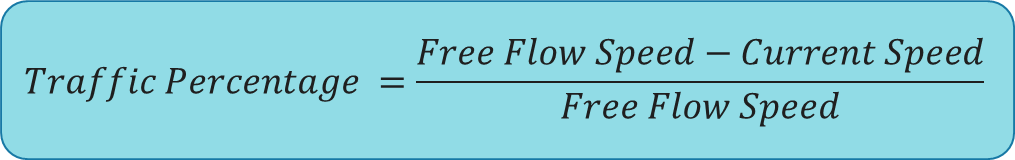 Traffic Percentage = (Free Flow Speed − Current Speed) / Free Flow Speed